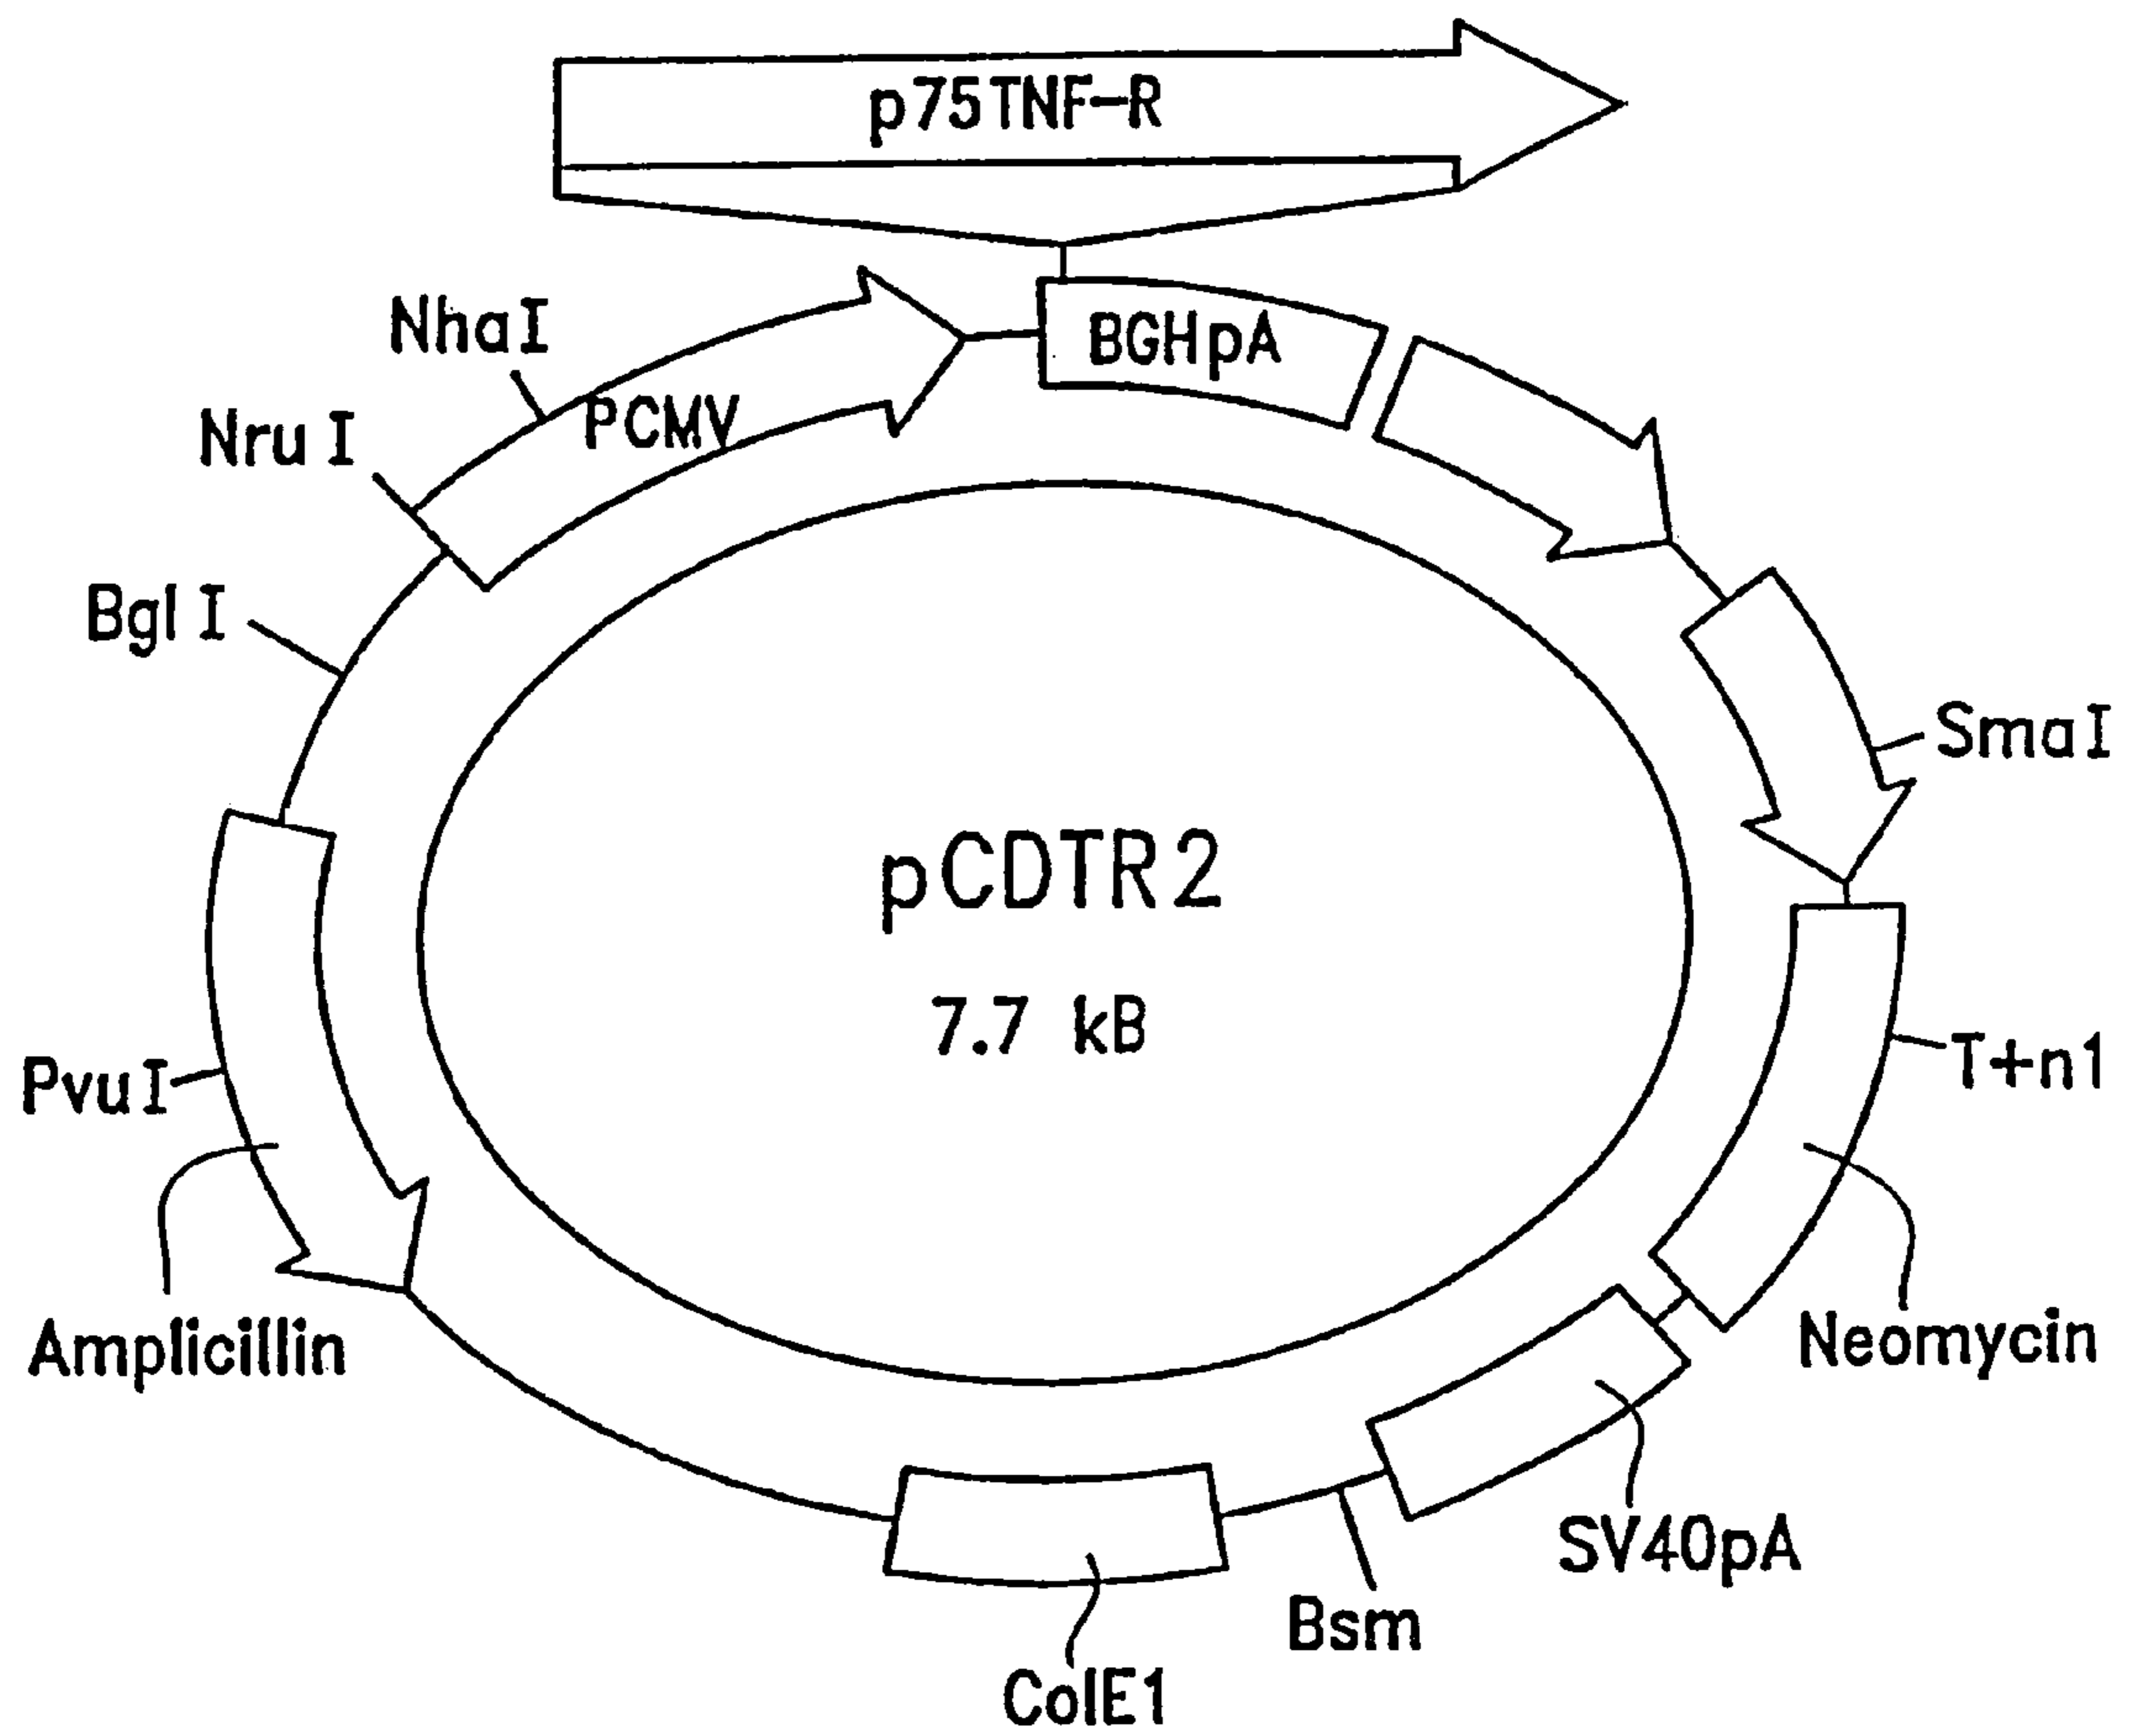 p75TNF-R
NhaI
PCMV
BGHpA
Nru I
Bgl I
SmaI
pCDTR2
7.7 kB
T+n1
PvuI
Amplicillin
Neomycin
SV40pA
Bsm
ColE1